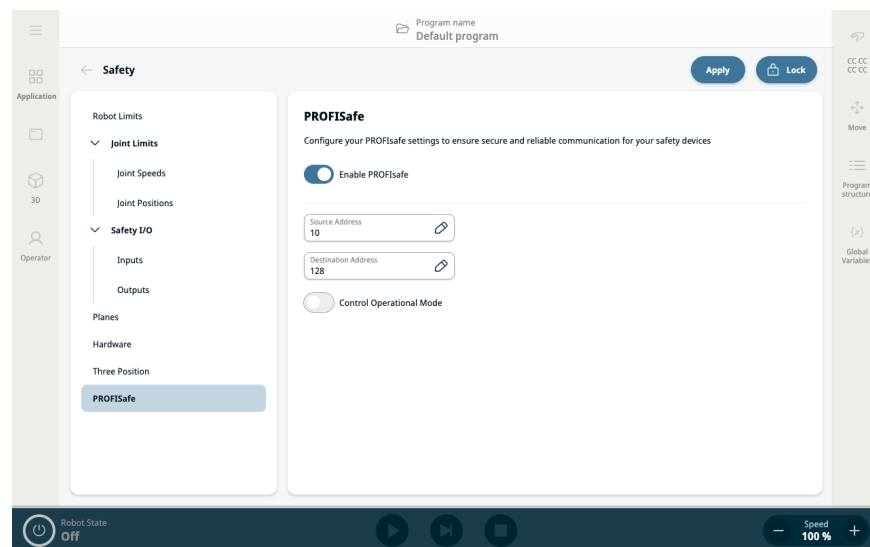 Program name
Default program
Safety
Apply
Lock
CC CC
CC CC
Application
Move
3D
Program
structure
Operator
Global
Variables
Robot Limits
Joint Limits
Joint Speeds
Joint Positions
Safety I/O
Inputs
Outputs
Planes
Hardware
Three Position
PROFISafe
PROFISafe
Configure your PROFIsafe settings to ensure secure and reliable communication for your safety devices
Enable PROFIsafe
Source Address
10
Destination Address
128
Control Operational Mode
Robot State
Off
Speed
100 %